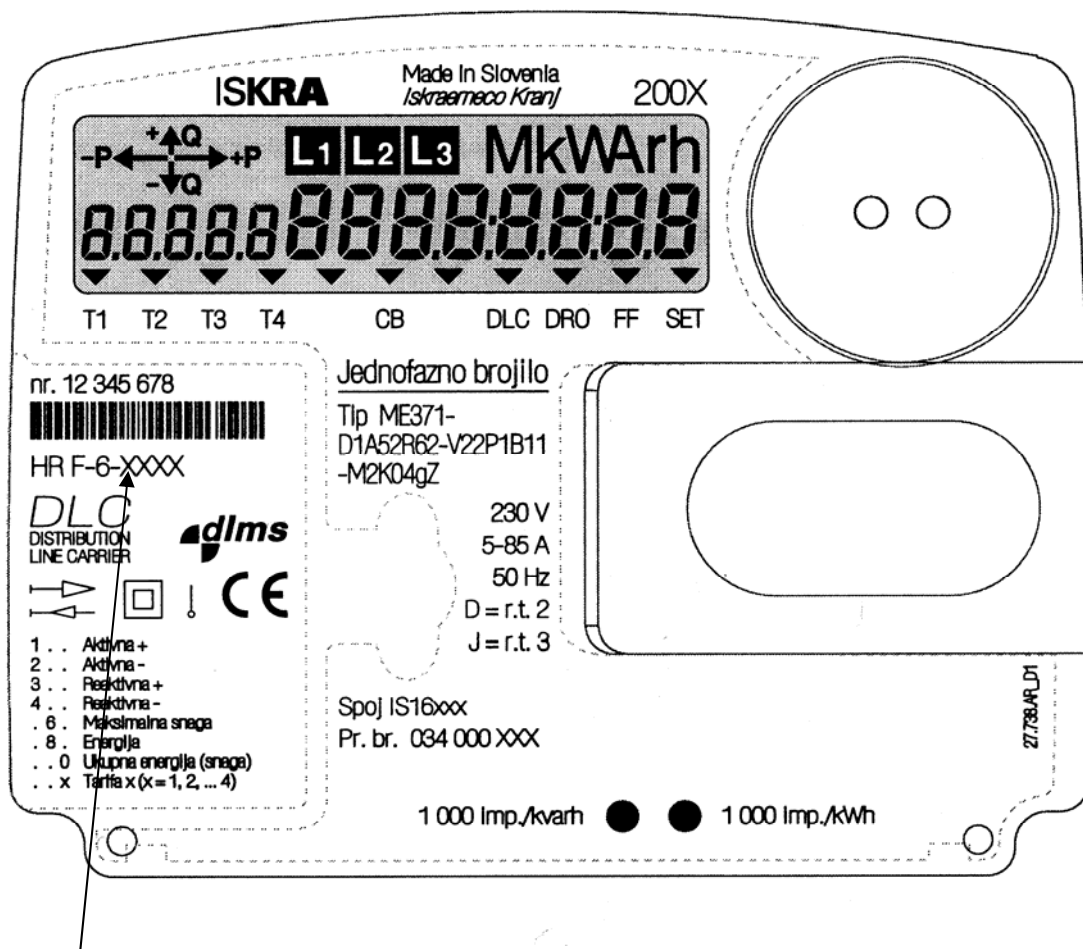 ISKRA
Made in Slovenia
Iskraemeco Kranj
200X
+ Q
-P +P
- Q
L1 L2 L3 MkWArh
T1 T2 T3 T4 CB DLC DRO FF SET
nr. 12 345 678
HR F-6-XXXX
DLC
DISTRIBUTION
LINE CARRIER
dlms
CE
1 . . Aktivna +
2 . . Aktivna -
3 . . Reaktivna +
4 . . Reaktivna -
. 6 . Maksimalna snaga
. 8 . Energija
. . 0 Ukupna energija (snaga)
. . x Tarifa x (x = 1, 2, ... 4)
Jednofazno brojilo
Tip ME371-
D1A52R62-V22P1B11
-M2K04gZ
230 V
5-85 A
50 Hz
D = r.t. 2
J = r.t. 3
Spoj IS16xxx
Pr. br. 034 000 XXX
27.738.AR_D1
1 000 imp./kvarh 1 000 imp./kWh